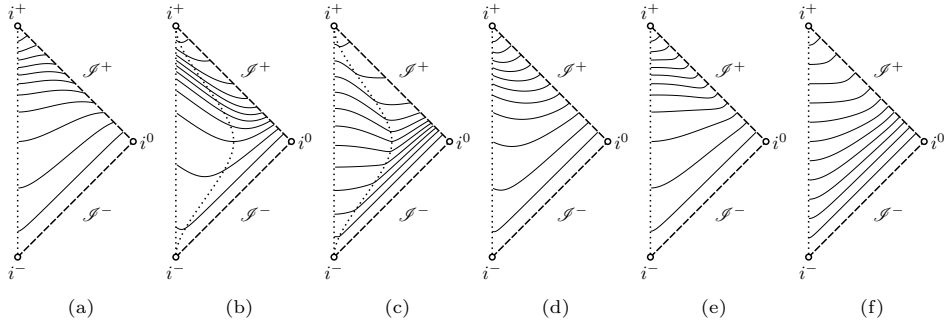 i⁺ i⁺ i⁺ i⁺ i⁺ i⁺
ℐ⁺ ℐ⁺ ℐ⁺ ℐ⁺ ℐ⁺ ℐ⁺
i⁰ i⁰ i⁰ i⁰ i⁰ i⁰
ℐ⁻ ℐ⁻ ℐ⁻ ℐ⁻ ℐ⁻ ℐ⁻
i⁻ i⁻ i⁻ i⁻ i⁻ i⁻
(a) (b) (c) (d) (e) (f)